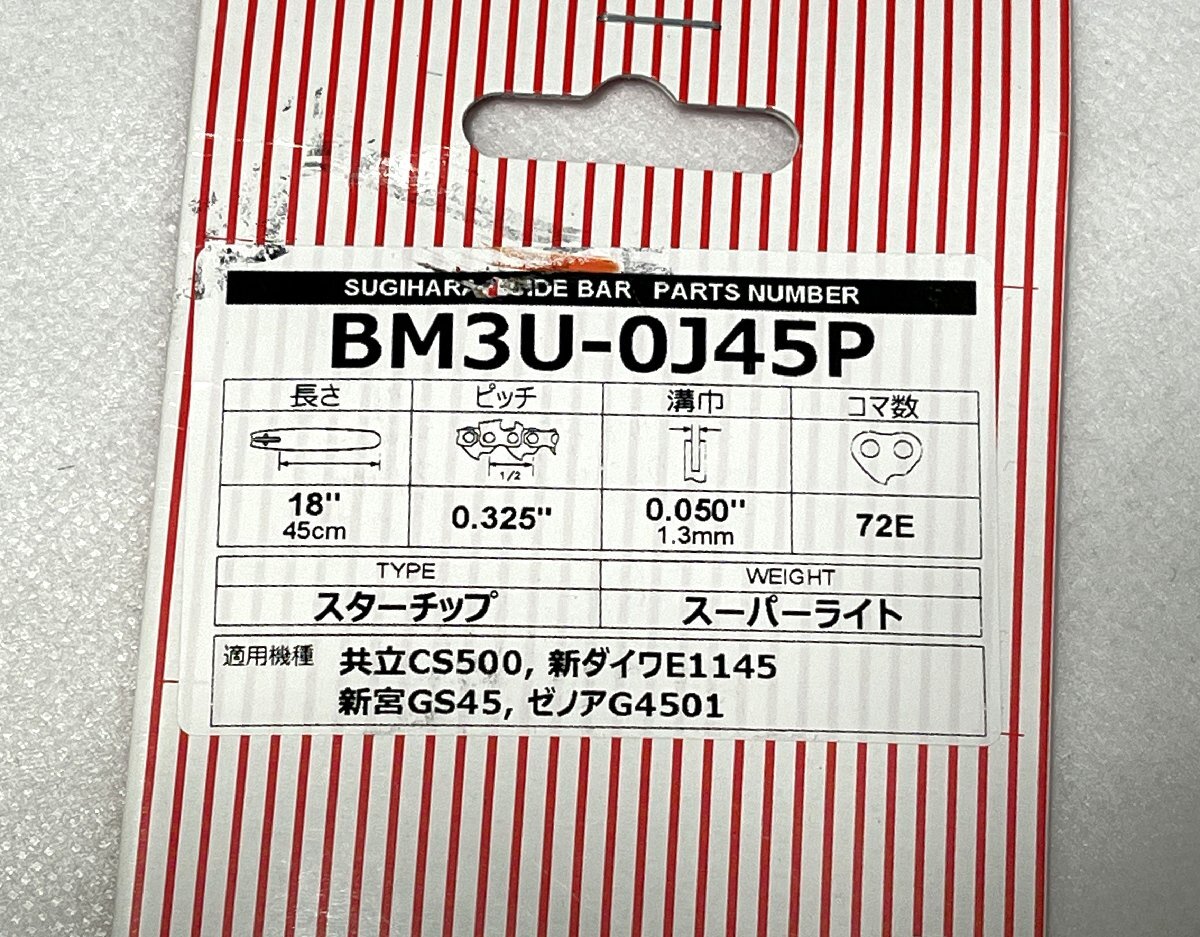 SUGIHARA GUIDE BAR PARTS NUMBER
BM3U-0J45P
長さ ピッチ 溝巾 コマ数
1/2
18" 0.325" 0.050" 72E
45cm 1.3mm
TYPE WEIGHT
スターチップ スーパーライト
適用機種 共立CS500, 新ダイワE1145
新宮GS45, ゼノアG4501